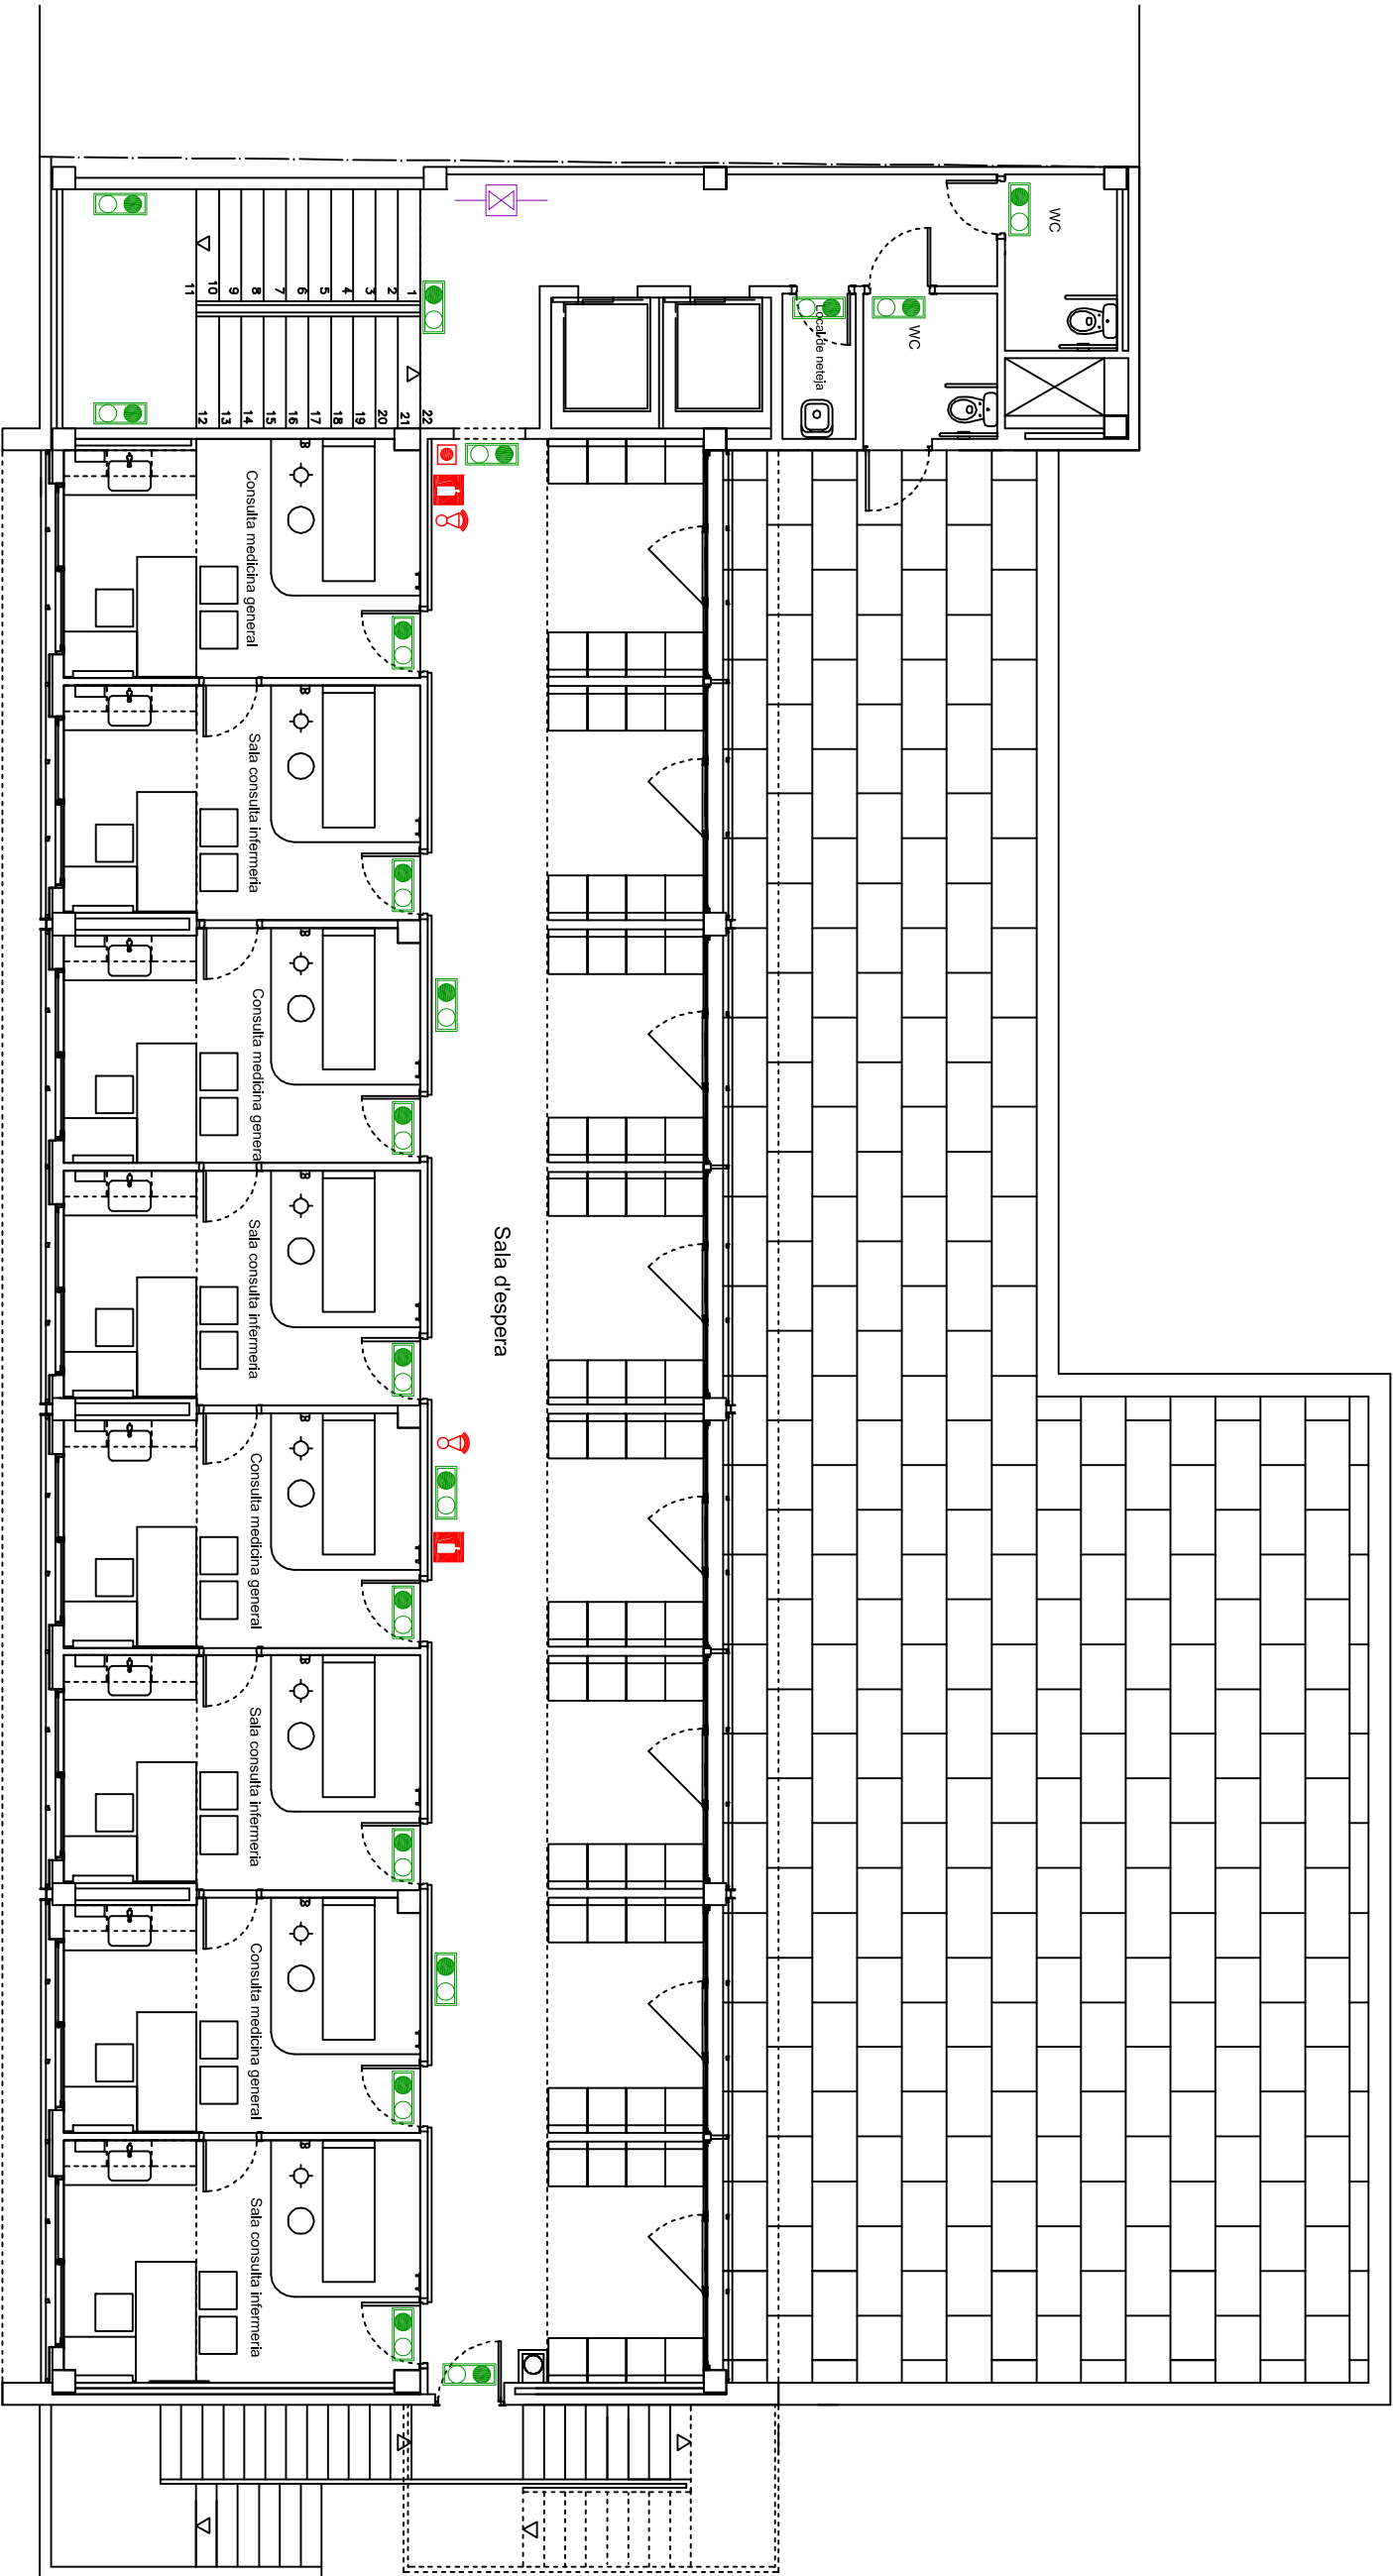 WC
WC
Local de neteja
1
2
3
4
5
6
7
8
9
10
11
22
21
20
19
18
17
16
15
14
13
12
Consulta medicina general
Sala consulta infermeria
Consulta medicina general
Sala consulta infermeria
Sala d'espera
Consulta medicina general
Sala consulta infermeria
Consulta medicina general
Sala consulta infermeria